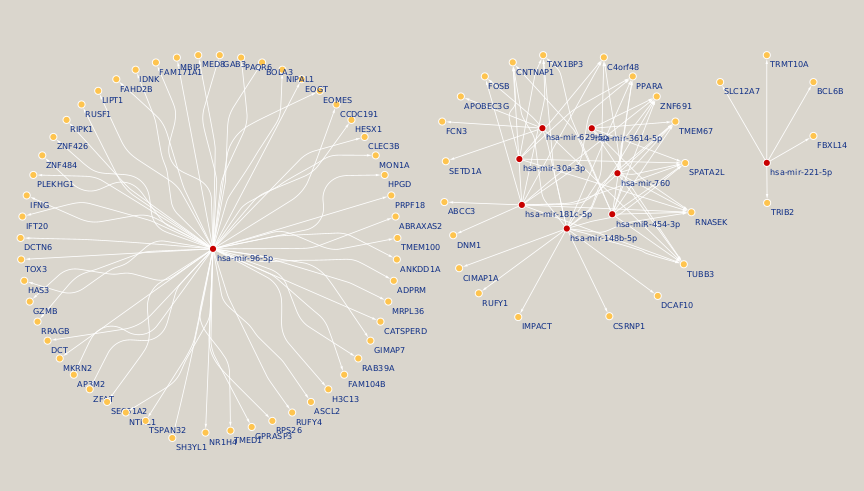 MBIP
MED8
GAB3
PAQR6
BOLA3
NIPAL1
EOGT
EOMES
CCDC191
HESX1
CLEC3B
MON1A
HPGD
PRPF18
ABRAXAS2
TMEM100
ANKDD1A
ADPRM
MRPL36
CATSPERD
GIMAP7
RAB39A
FAM104B
H3C13
ASCL2
RUFY4
RPS26
GPRASP3
TMED1
NR1H4
SH3YL1
TSPAN32
SEC61A2
AP3M2
MKRN2
DCT
RRAGB
GZMB
HAS3
TOX3
DCTN6
IFT20
IFNG
PLEKHG1
ZNF484
ZNF426
RIPK1
RUSF1
LIPT1
FAHD2B
IDNK
FAM171A1
hsa-mir-96-5p
TAX1BP3
C4orf48
CNTNAP1
PPARA
FOSB
ZNF691
APOBEC3G
TMEM67
FCN3
hsa-mir-629-5p
hsa-mir-3614-5p
SETD1A
hsa-mir-30a-3p
SPATA2L
hsa-mir-760
ABCC3
hsa-mir-181c-5p
hsa-miR-454-3p
RNASEK
DNM1
hsa-mir-148b-5p
CIMAP1A
TUBB3
RUFY1
DCAF10
IMPACT
CSRNP1
TRMT10A
SLC12A7
BCL6B
FBXL14
hsa-mir-221-5p
TRIB2